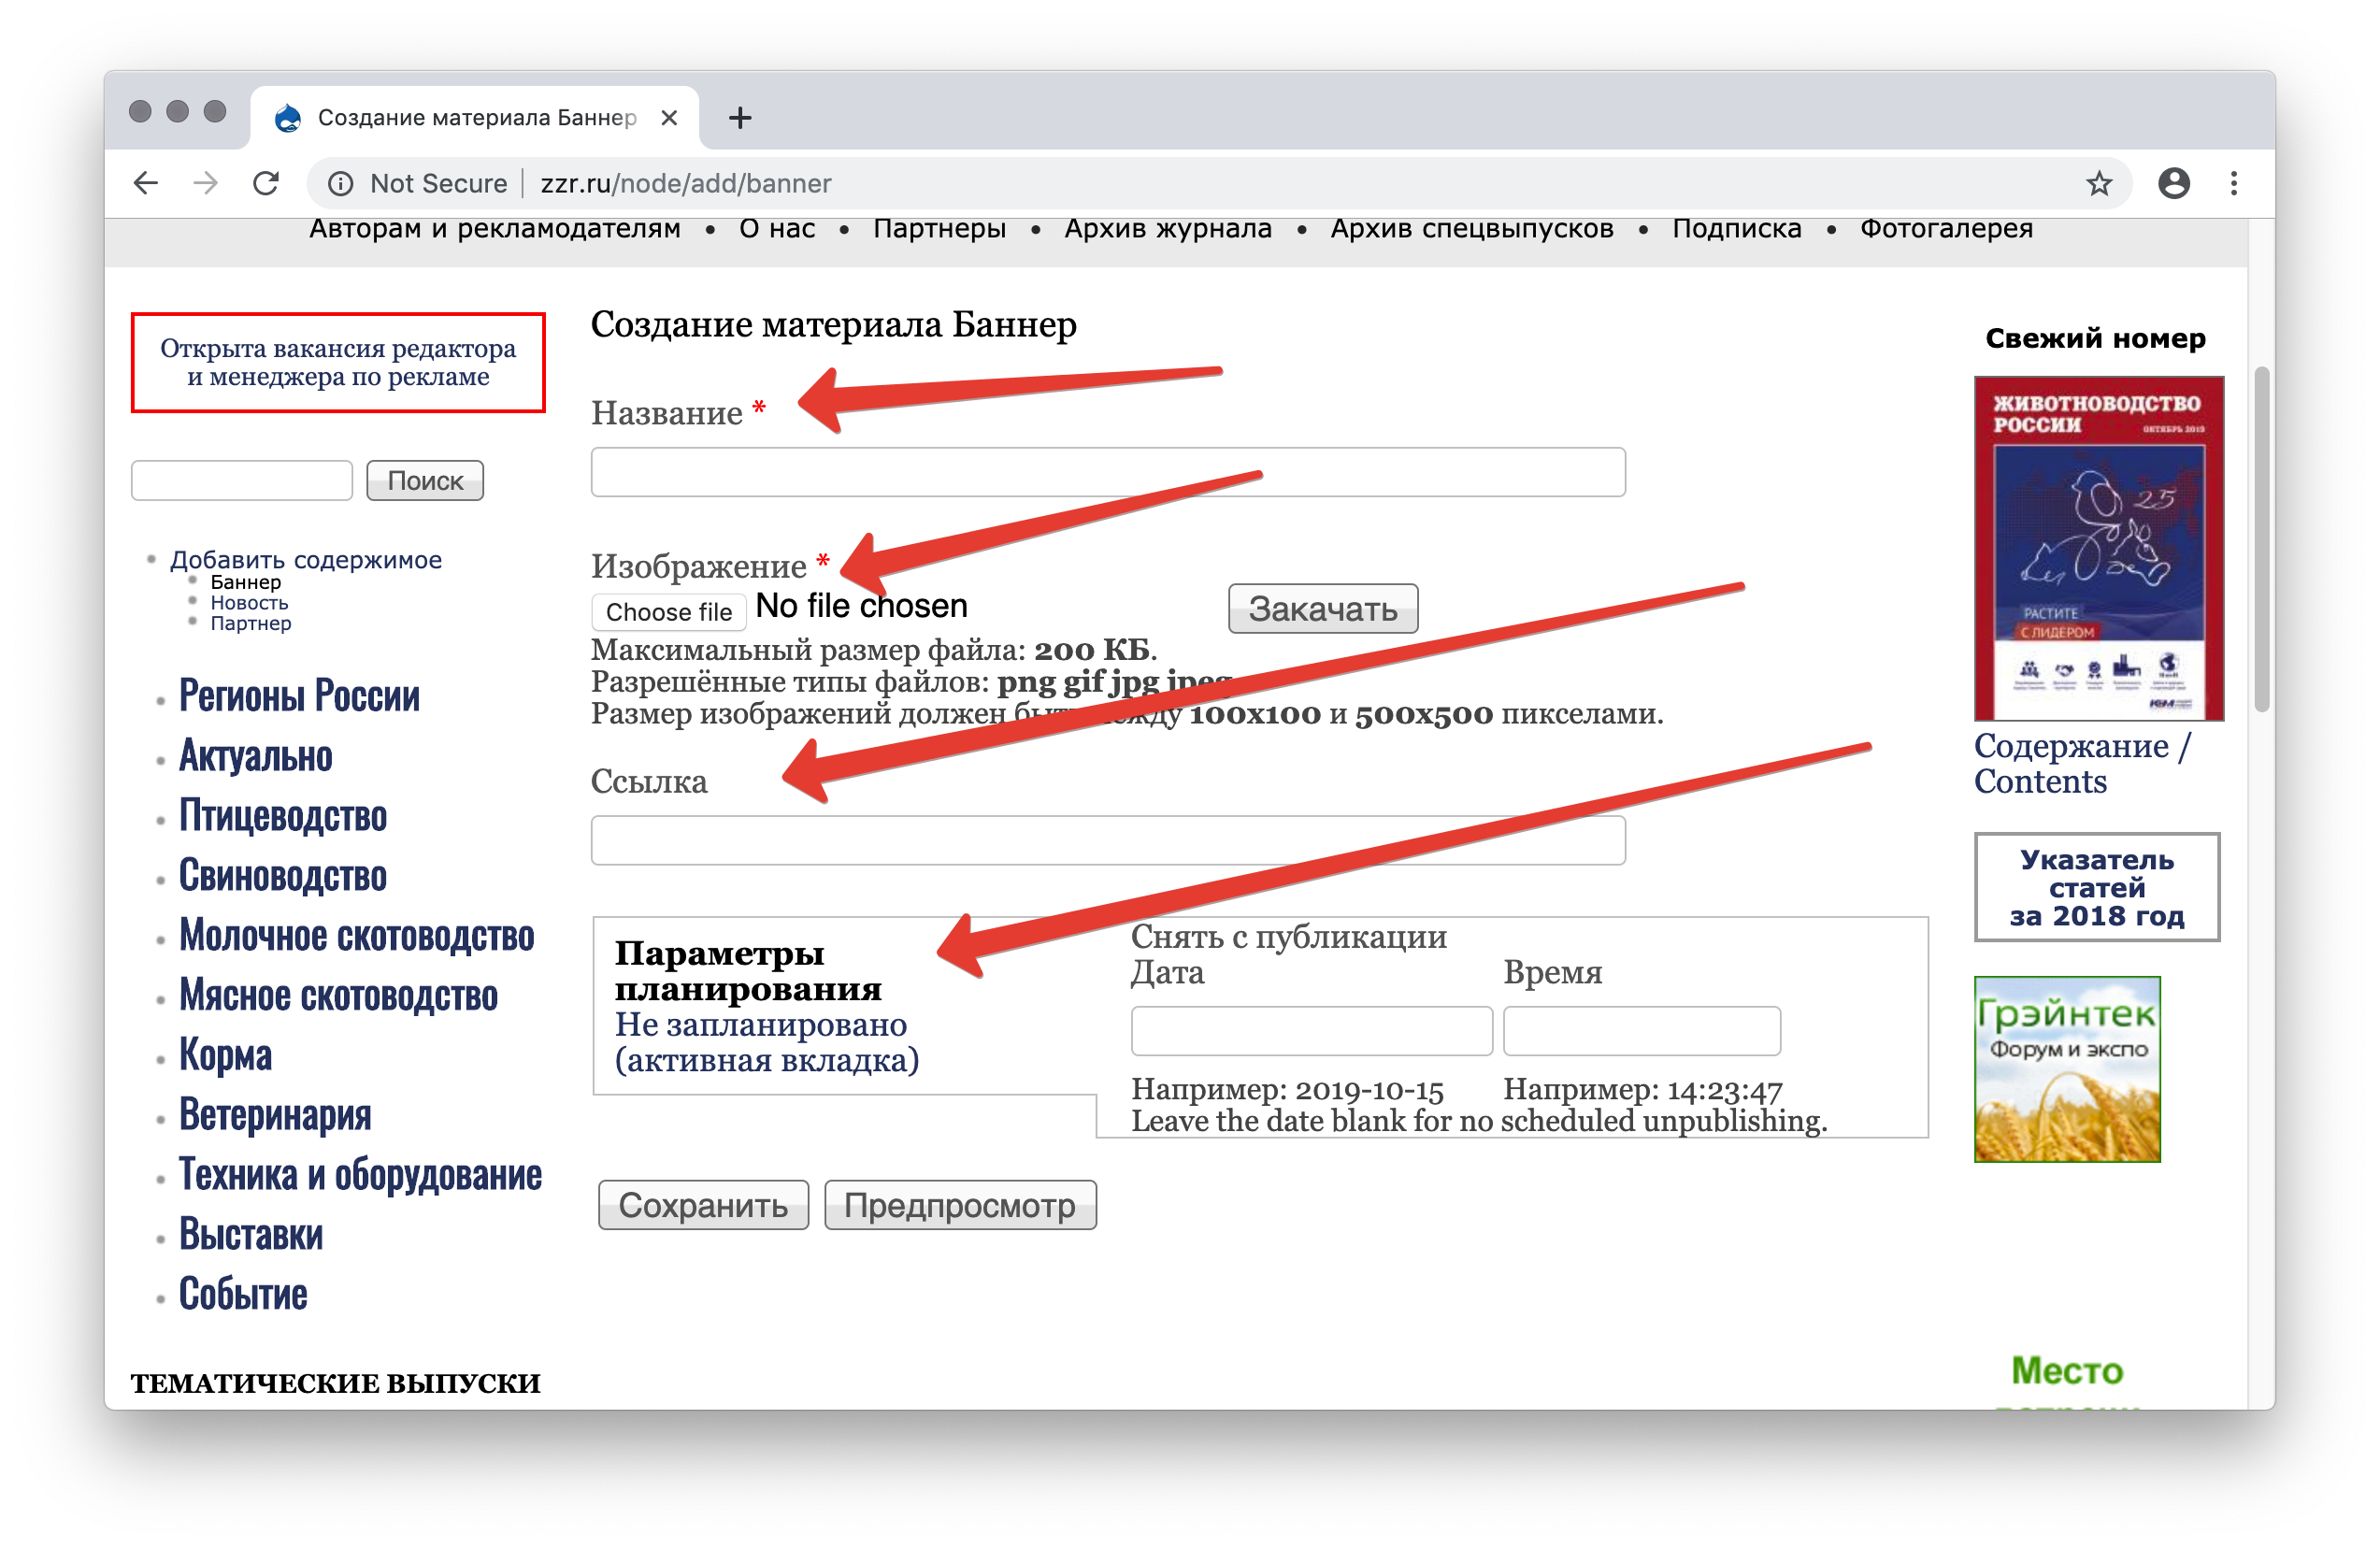 Создание материала Баннер
Not Secure
zzr.ru/node/add/banner
Авторам и рекламодателям • О нас • Партнеры • Архив журнала • Архив спецвыпусков • Подписка • Фотогалерея
Открыта вакансия редактора
и менеджера по рекламе
Поиск
Добавить содержимое
Баннер
Новость
Партнер
Регионы России
Актуально
Птицеводство
Свиноводство
Молочное скотоводство
Мясное скотоводство
Корма
Ветеринария
Техника и оборудование
Выставки
Событие
ТЕМАТИЧЕСКИЕ ВЫПУСКИ
Создание материала Баннер
Название *
Изображение *
Choose file No file chosen
Закачать
Максимальный размер файла: 200 КБ.
Разрешённые типы файлов: png gif jpg jpeg
Размер изображений должен быть между 100x100 и 500x500 пикселами.
Ссылка
Параметры
планирования
Не запланировано
(активная вкладка)
Снять с публикации
Дата
Время
Например: 2019-10-15
Например: 14:23:47
Leave the date blank for no scheduled unpublishing.
Сохранить
Предпросмотр
Свежий номер
ЖИВОТНОВОДСТВО
РОССИИ
ОКТЯБРЬ 2019
25
РАСТИТЕ
С ЛИДЕРОМ
Содержание /
Contents
Указатель
статей
за 2018 год
Грэйнтек
Форум и экспо
Место